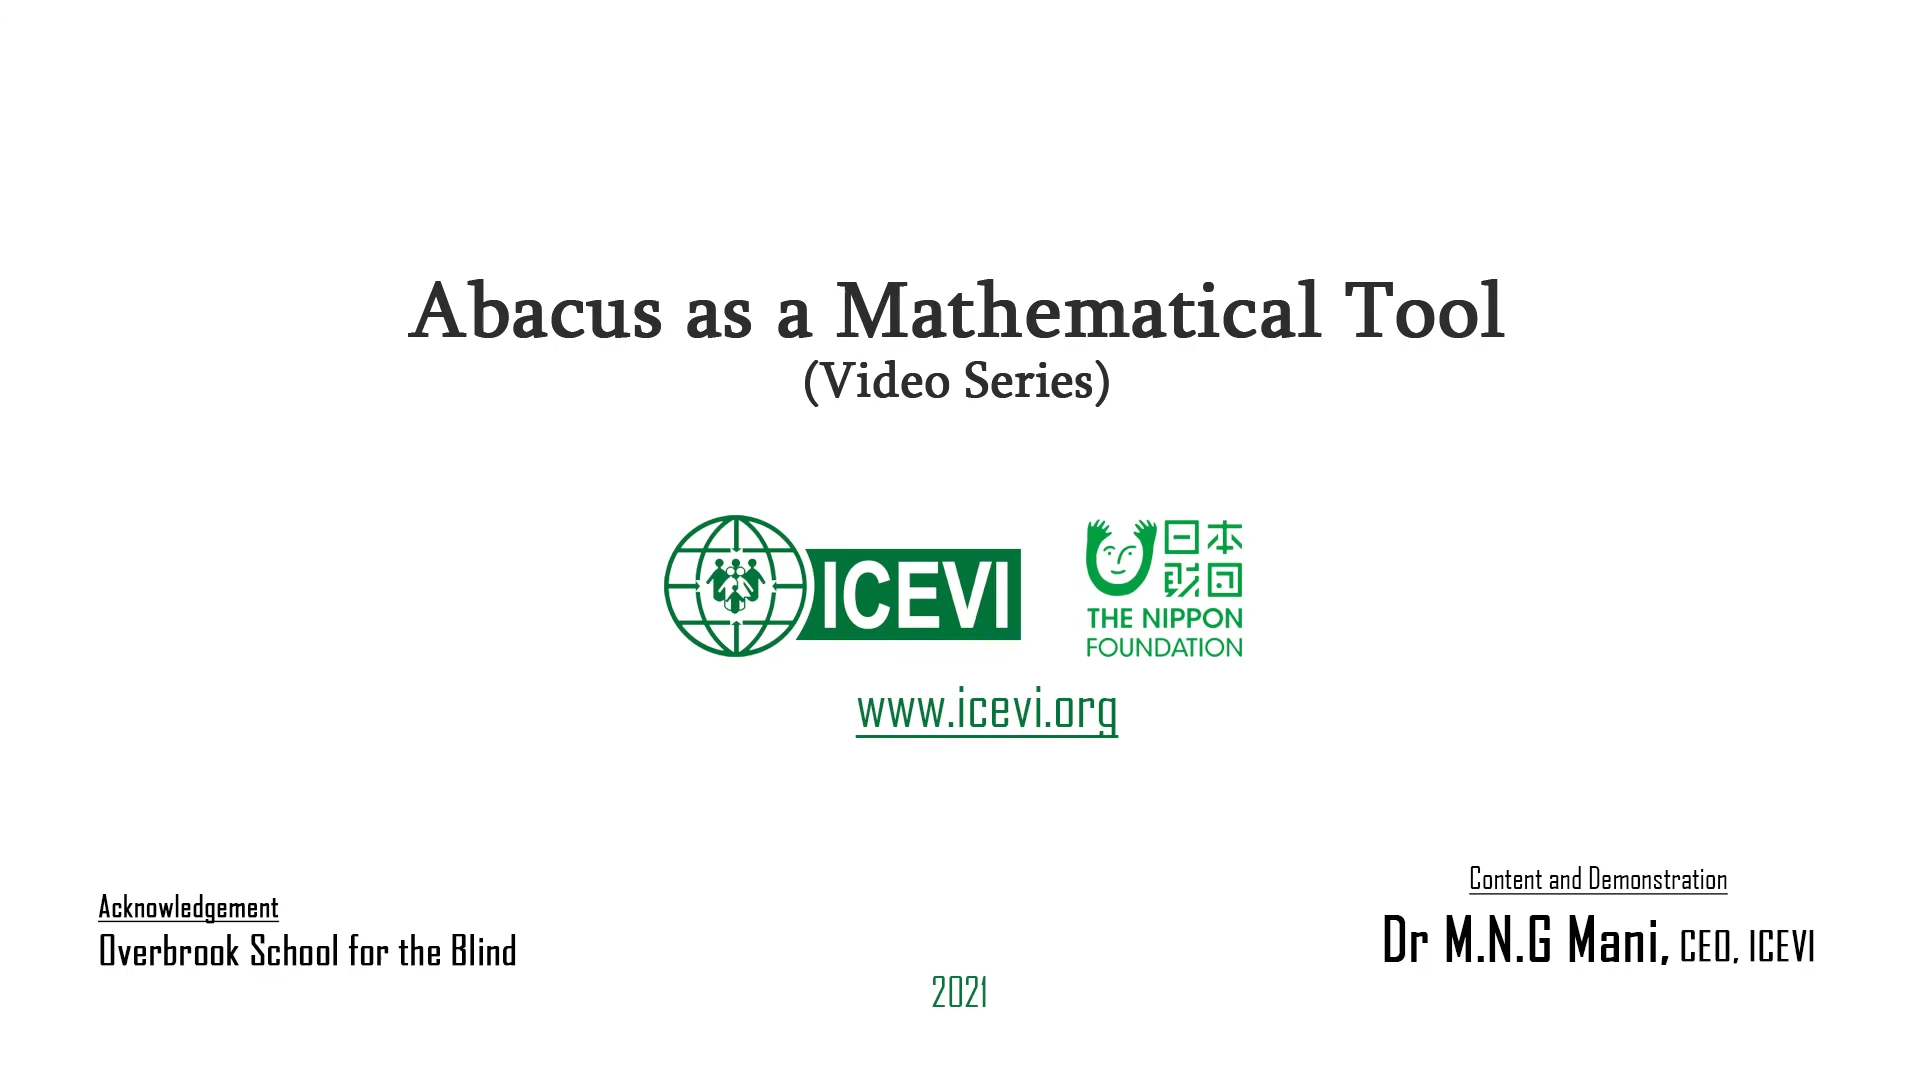 Abacus as a Mathematical Tool
(Video Series)
ICEVI
日本
財団
THE NIPPON
FOUNDATION
www.icevi.org
Acknowledgement
Overbrook School for the Blind
Content and Demonstration
Dr M.N.G Mani, CEO, ICEVI
2021